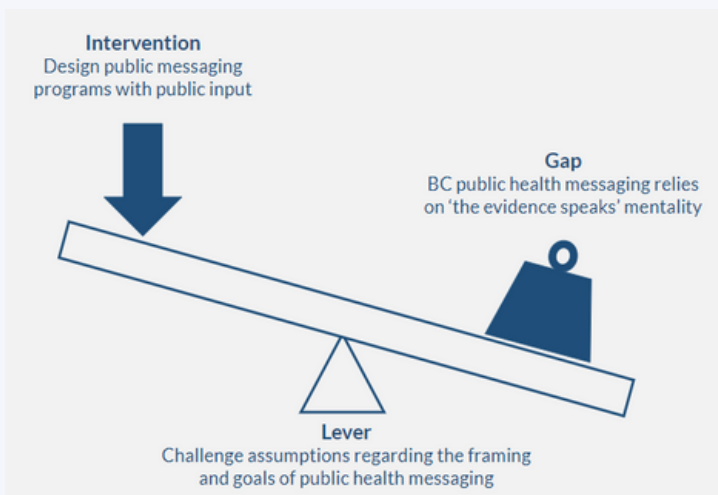 Intervention
Design public messaging
programs with public input
Gap
BC public health messaging relies
on ‘the evidence speaks’ mentality
Lever
Challenge assumptions regarding the framing
and goals of public health messaging